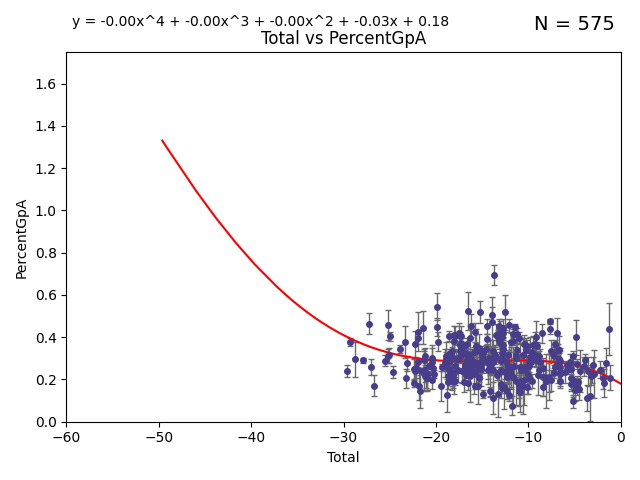 y = -0.00x^4 + -0.00x^3 + -0.00x^2 + -0.03x + 0.18
N = 575
Total vs PercentGpA
PercentGpA
1.6
1.4
1.2
1.0
0.8
0.6
0.4
0.2
0.0
−60 −50 −40 −30 −20 −10 0
Total